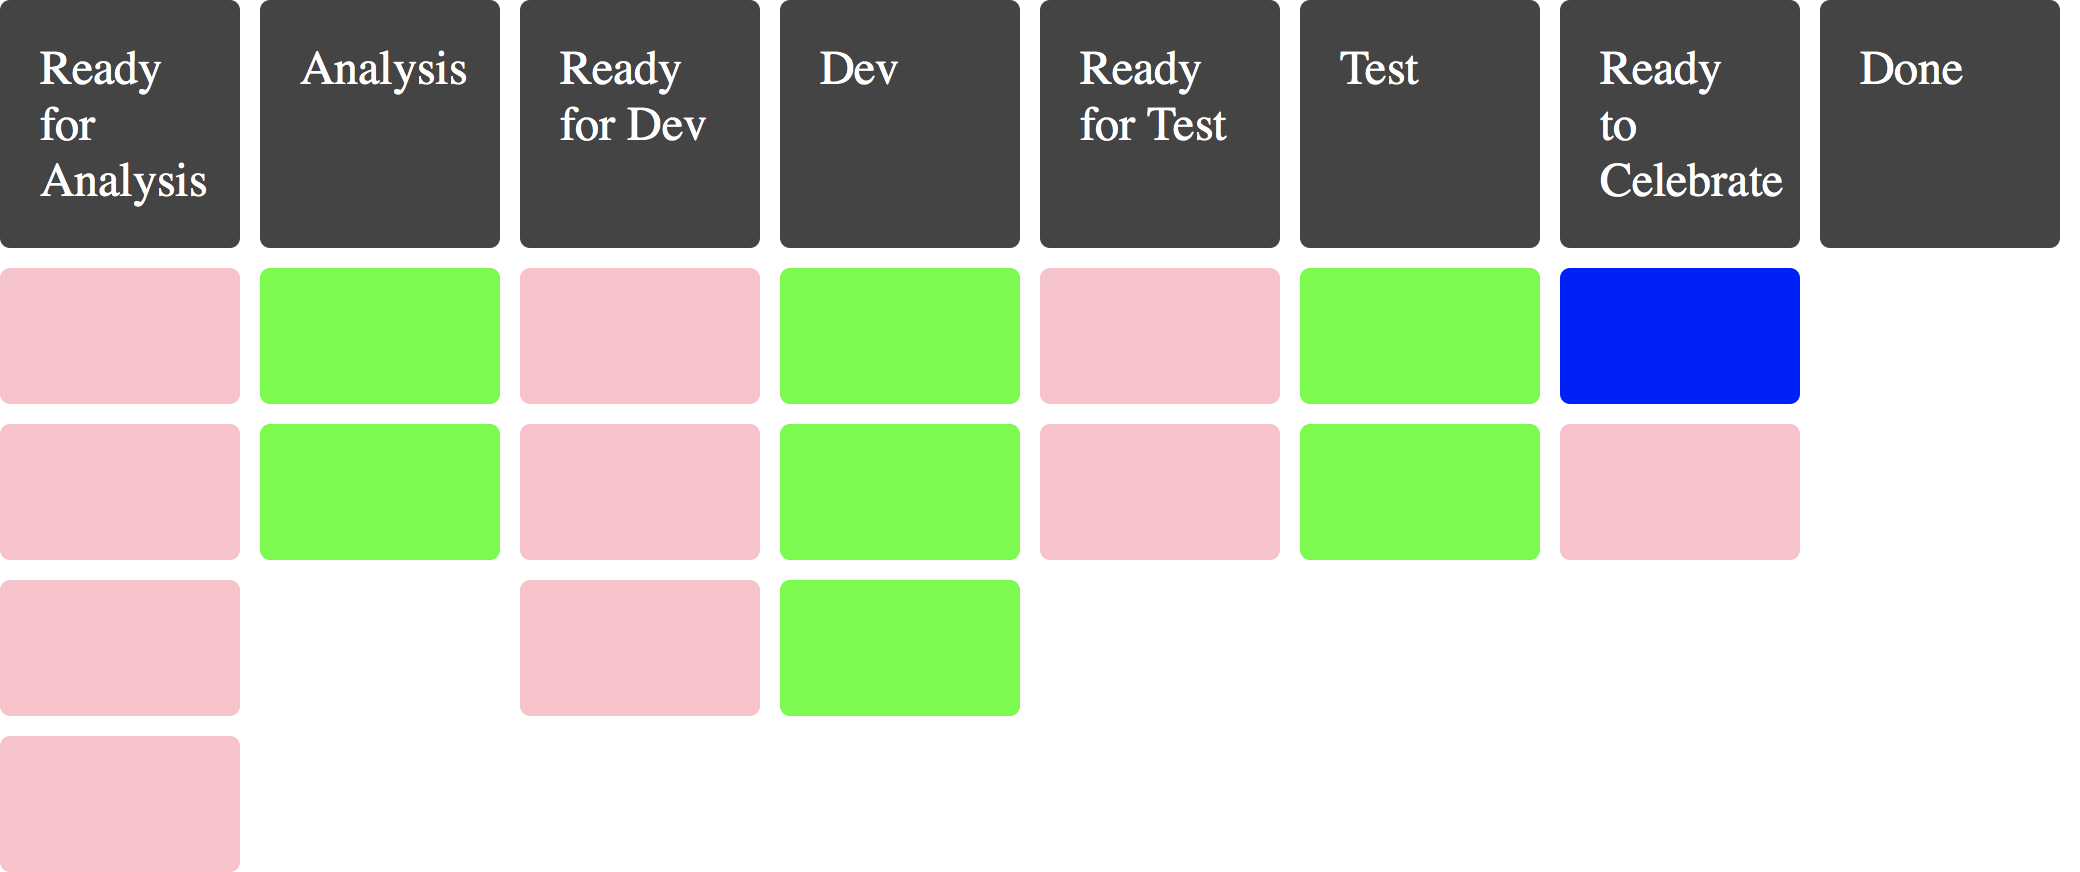 Ready
for
Analysis
Analysis
Ready
for Dev
Dev
Ready
for Test
Test
Ready
to
Celebrate
Done